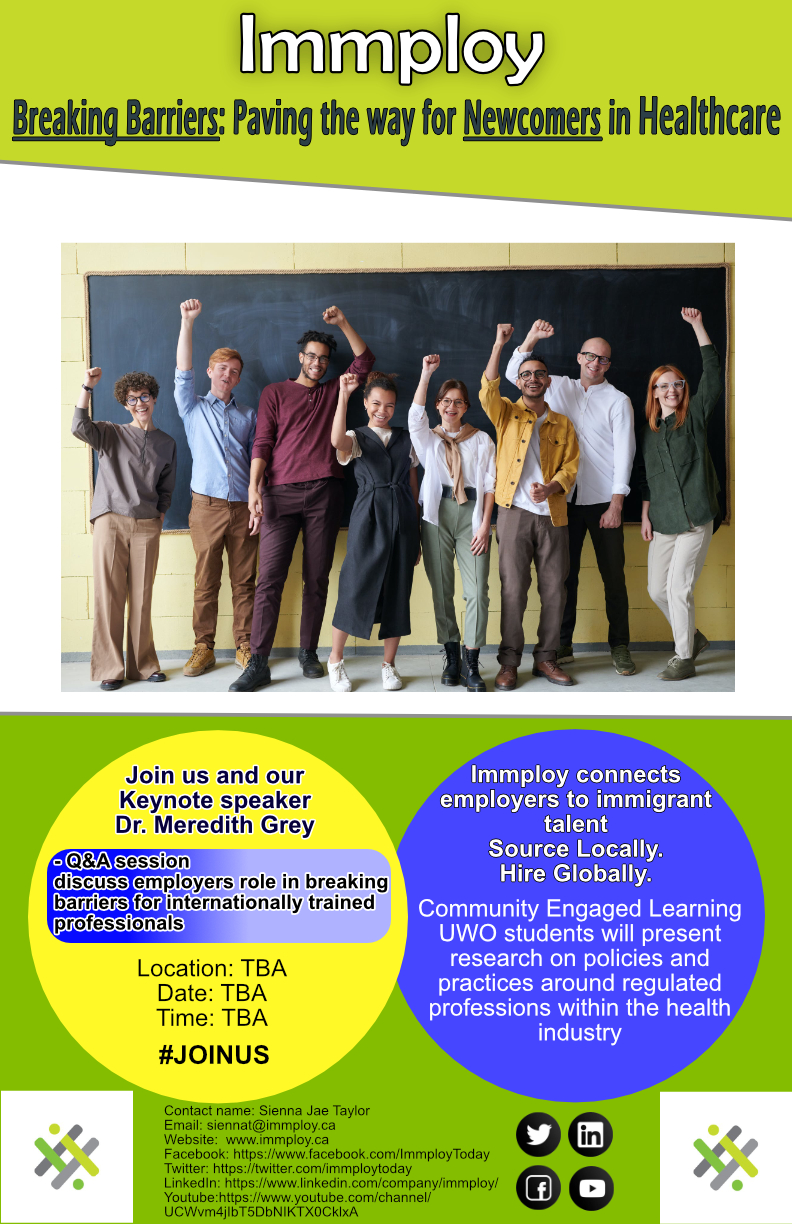 Immploy
Breaking Barriers: Paving the way for Newcomers in Healthcare
Join us and our
Keynote speaker
Dr. Meredith Grey
- Q&A session
discuss employers role in breaking
barriers for internationally trained
professionals
Location: TBA
Date: TBA
Time: TBA
#JOINUS
Immploy connects
employers to immigrant
talent
Source Locally.
Hire Globally.
Community Engaged Learning
UWO students will present
research on policies and
practices around regulated
professions within the health
industry
Contact name: Sienna Jae Taylor
Email: siennat@immploy.ca
Website:  www.immploy.ca
Facebook: https://www.facebook.com/ImmployToday
Twitter: https://twitter.com/immploytoday
LinkedIn: https://www.linkedin.com/company/immploy/
Youtube:https://www.youtube.com/channel/
UCWvm4jlbT5DbNIKTX0CklxA
in